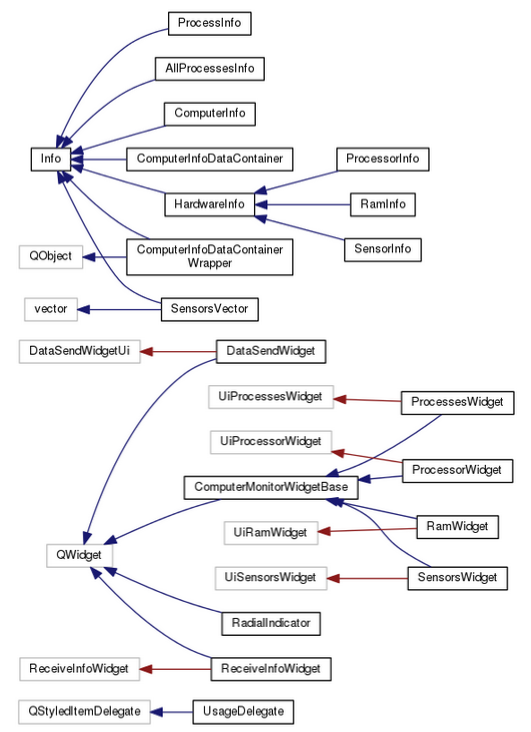 ProcessInfo
AllProcessesInfo
ComputerInfo
Info
ComputerInfoDataContainer
ProcessorInfo
HardwareInfo
RamInfo
SensorInfo
QObject
ComputerInfoDataContainer
Wrapper
vector
SensorsVector
DataSendWidgetUi
DataSendWidget
UiProcessesWidget
ProcessesWidget
UiProcessorWidget
ProcessorWidget
ComputerMonitorWidgetBase
RamWidget
UiRamWidget
QWidget
UiSensorsWidget
SensorsWidget
RadialIndicator
ReceiveInfoWidget
ReceiveInfoWidget
QStyledItemDelegate
UsageDelegate